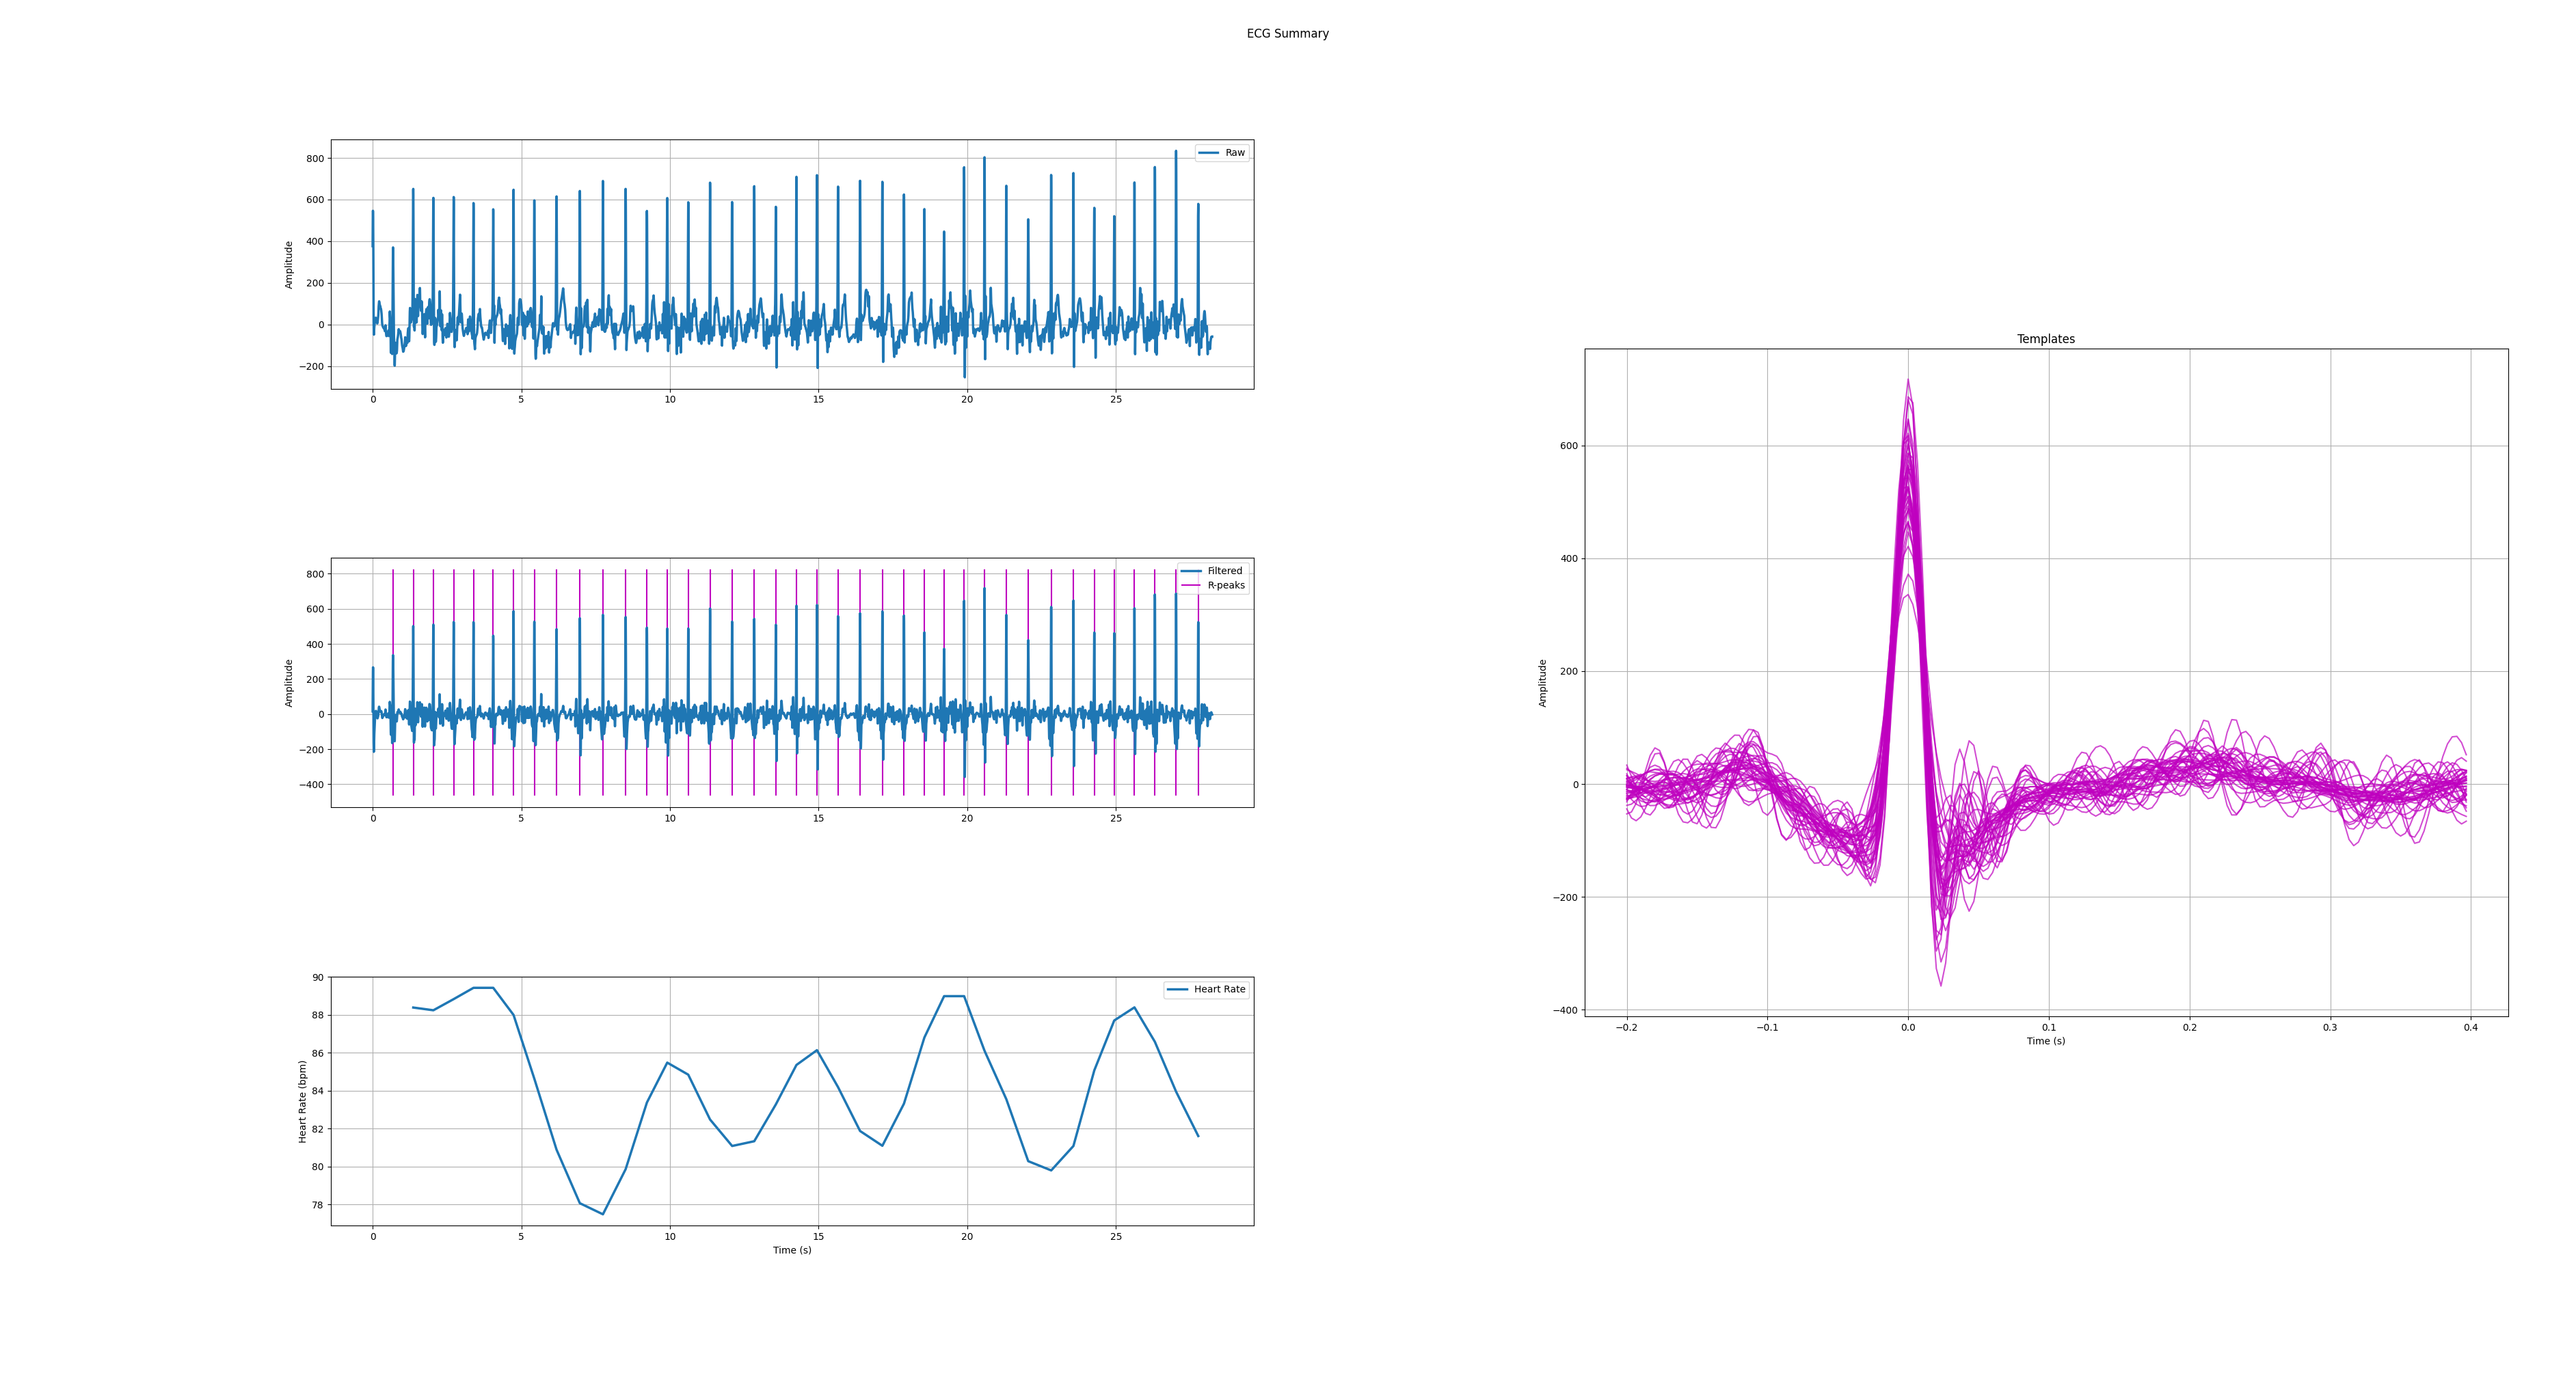 ECG Summary
Raw
Amplitude
800
600
400
200
0
−200
0 5 10 15 20 25
Filtered
R-peaks
Amplitude
800
600
400
200
0
−200
−400
0 5 10 15 20 25
Heart Rate
Heart Rate (bpm)
90
88
86
84
82
80
78
0 5 10 15 20 25
Time (s)
Templates
Amplitude
600
400
200
0
−200
−400
−0.2 −0.1 0.0 0.1 0.2 0.3 0.4
Time (s)